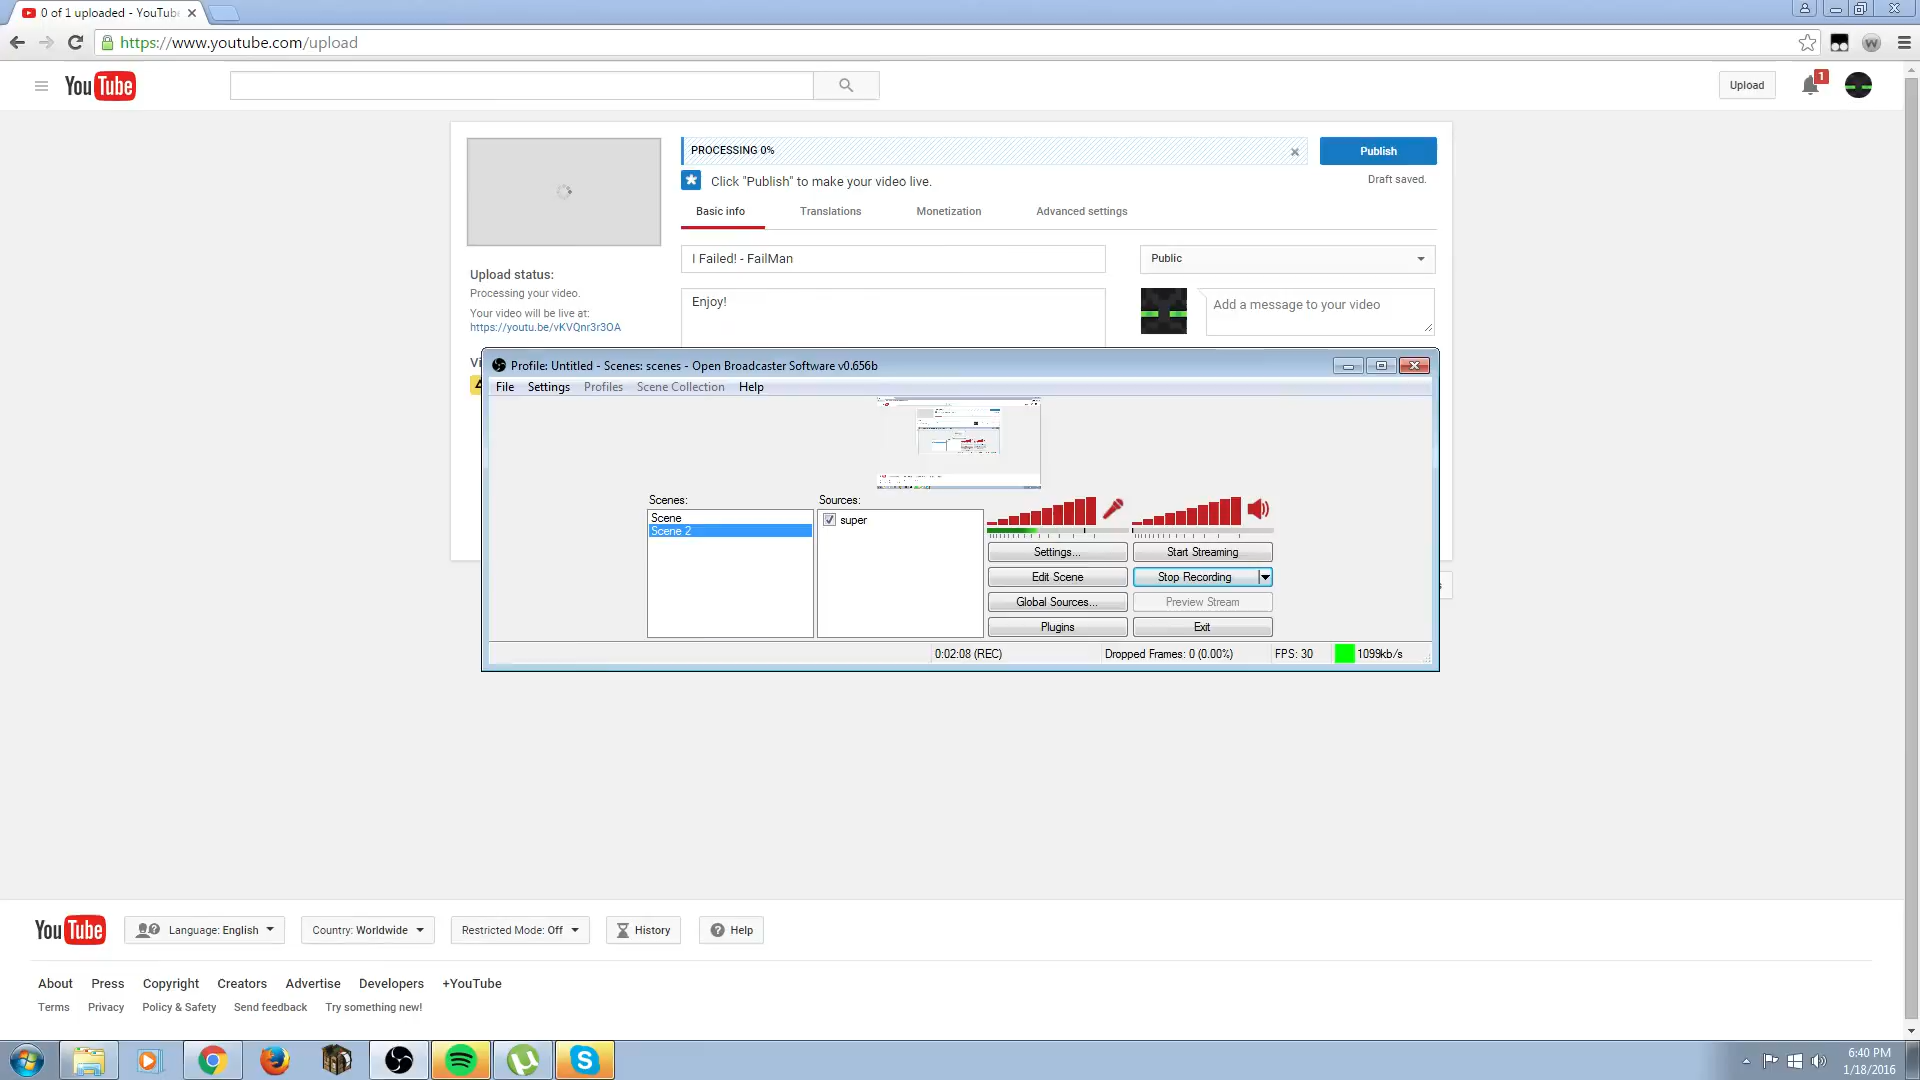 0 of 1 uploaded - YouTub
https://www.youtube.com/upload
YouTube
Upload
1
PROCESSING 0%
Publish
Click "Publish" to make your video live.
Draft saved.
Basic info
Translations
Monetization
Advanced settings
I Failed! - FailMan
Public
Upload status:
Processing your video.
Your video will be live at:
https://youtu.be/vKVQnr3r3OA
Enjoy!
Add a message to your video
Vi
Profile: Untitled - Scenes: scenes - Open Broadcaster Software v0.656b
File Settings Profiles Scene Collection Help
Scenes:
Scene
Scene 2
Sources:
super
Settings...
Start Streaming
Edit Scene
Stop Recording
Global Sources...
Preview Stream
Plugins
Exit
0:02:08 (REC)
Dropped Frames: 0 (0.00%)
FPS: 30
1099kb/s
YouTube
Language: English
Country: Worldwide
Restricted Mode: Off
History
Help
About Press Copyright Creators Advertise Developers +YouTube
Terms Privacy Policy & Safety Send feedback Try something new!
6:40 PM
1/18/2016